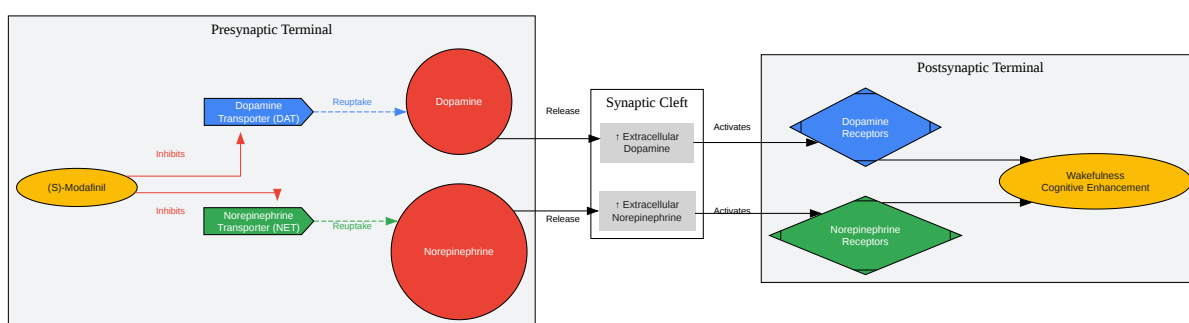 Presynaptic Terminal
(S)-Modafinil
Inhibits
Inhibits
Dopamine
Transporter (DAT)
Reuptake
Dopamine
Norepinephrine
Transporter (NET)
Reuptake
Norepinephrine
Release
Release
Synaptic Cleft
↑ Extracellular
Dopamine
↑ Extracellular
Norepinephrine
Activates
Activates
Postsynaptic Terminal
Dopamine
Receptors
Norepinephrine
Receptors
Wakefulness
Cognitive Enhancement